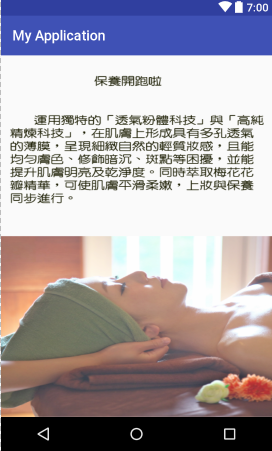 7:00
My Application
保養開跑啦
運用獨特的「透氣粉體科技」與「高純
精煉科技」，在肌膚上形成具有多孔透氣
的薄膜，呈現細緻自然的輕質妝感，且能
均勻膚色、修飾暗沉、斑點等困擾，並能
提升肌膚明亮及乾淨度。同時萃取梅花花
瓣精華，可使肌膚平滑柔嫩，上妝與保養
同步進行。